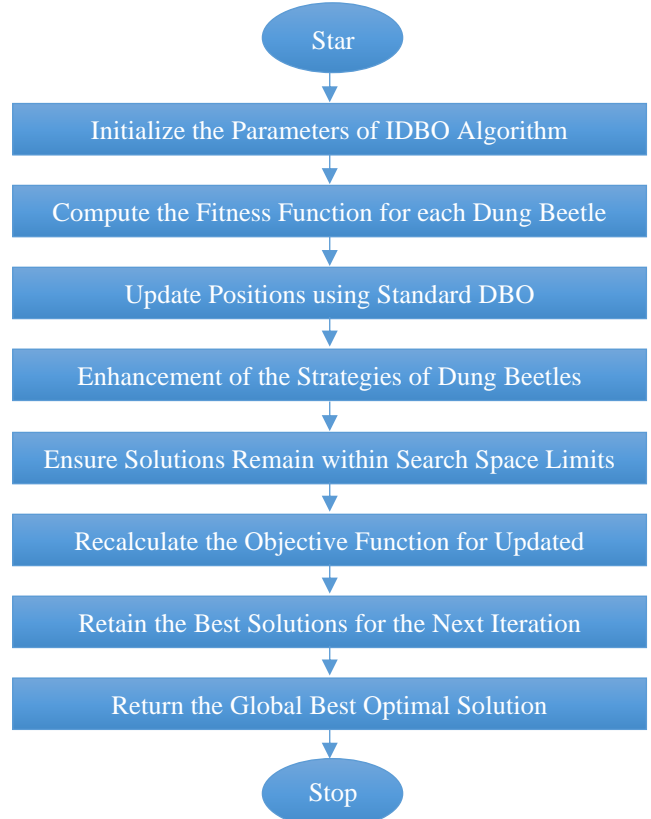 Star
Initialize the Parameters of IDBO Algorithm
Compute the Fitness Function for each Dung Beetle
Update Positions using Standard DBO
Enhancement of the Strategies of Dung Beetles
Ensure Solutions Remain within Search Space Limits
Recalculate the Objective Function for Updated
Retain the Best Solutions for the Next Iteration
Return the Global Best Optimal Solution
Stop